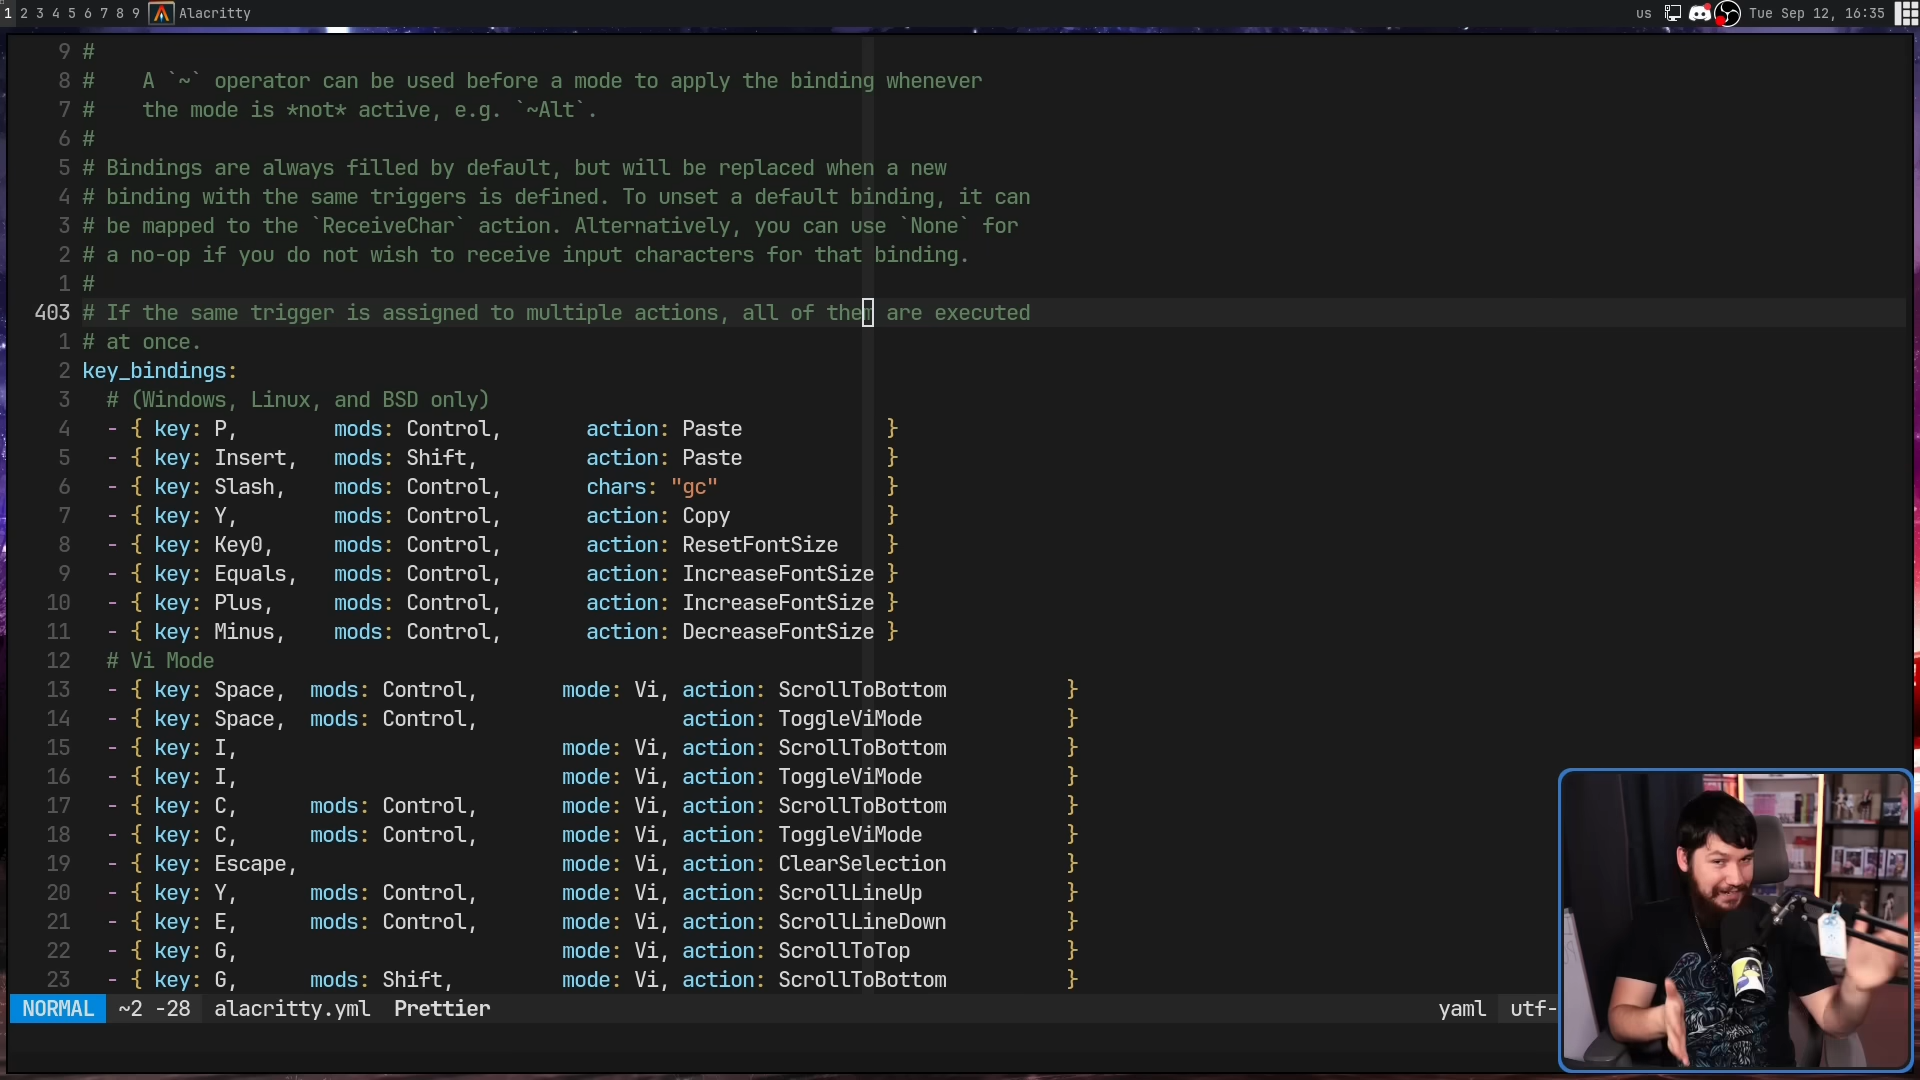 1 2 3 4 5 6 7 8 9 Alacritty us Tue Sep 12, 16:35
9 #
8 #    A `~` operator can be used before a mode to apply the binding whenever
7 #    the mode is *not* active, e.g. `~Alt`.
6 #
5 # Bindings are always filled by default, but will be replaced when a new
4 # binding with the same triggers is defined. To unset a default binding, it can
3 # be mapped to the `ReceiveChar` action. Alternatively, you can use `None` for
2 # a no-op if you do not wish to receive input characters for that binding.
1 #
403 # If the same trigger is assigned to multiple actions, all of them are executed
1 # at once.
2 key_bindings:
3   # (Windows, Linux, and BSD only)
4   - { key: P,        mods: Control,       action: Paste            }
5   - { key: Insert,   mods: Shift,         action: Paste            }
6   - { key: Slash,    mods: Control,       chars: "gc"              }
7   - { key: Y,        mods: Control,       action: Copy             }
8   - { key: Key0,     mods: Control,       action: ResetFontSize    }
9   - { key: Equals,   mods: Control,       action: IncreaseFontSize }
10   - { key: Plus,     mods: Control,       action: IncreaseFontSize }
11   - { key: Minus,    mods: Control,       action: DecreaseFontSize }
12   # Vi Mode
13   - { key: Space,  mods: Control,       mode: Vi, action: ScrollToBottom          }
14   - { key: Space,  mods: Control,                 action: ToggleViMode            }
15   - { key: I,                           mode: Vi, action: ScrollToBottom          }
16   - { key: I,                           mode: Vi, action: ToggleViMode            }
17   - { key: C,      mods: Control,       mode: Vi, action: ScrollToBottom          }
18   - { key: C,      mods: Control,       mode: Vi, action: ToggleViMode            }
19   - { key: Escape,                      mode: Vi, action: ClearSelection          }
20   - { key: Y,      mods: Control,       mode: Vi, action: ScrollLineUp            }
21   - { key: E,      mods: Control,       mode: Vi, action: ScrollLineDown          }
22   - { key: G,                           mode: Vi, action: ScrollToTop             }
23   - { key: G,      mods: Shift,         mode: Vi, action: ScrollToBottom          }
NORMAL ~2 -28 alacritty.yml Prettier yaml utf-